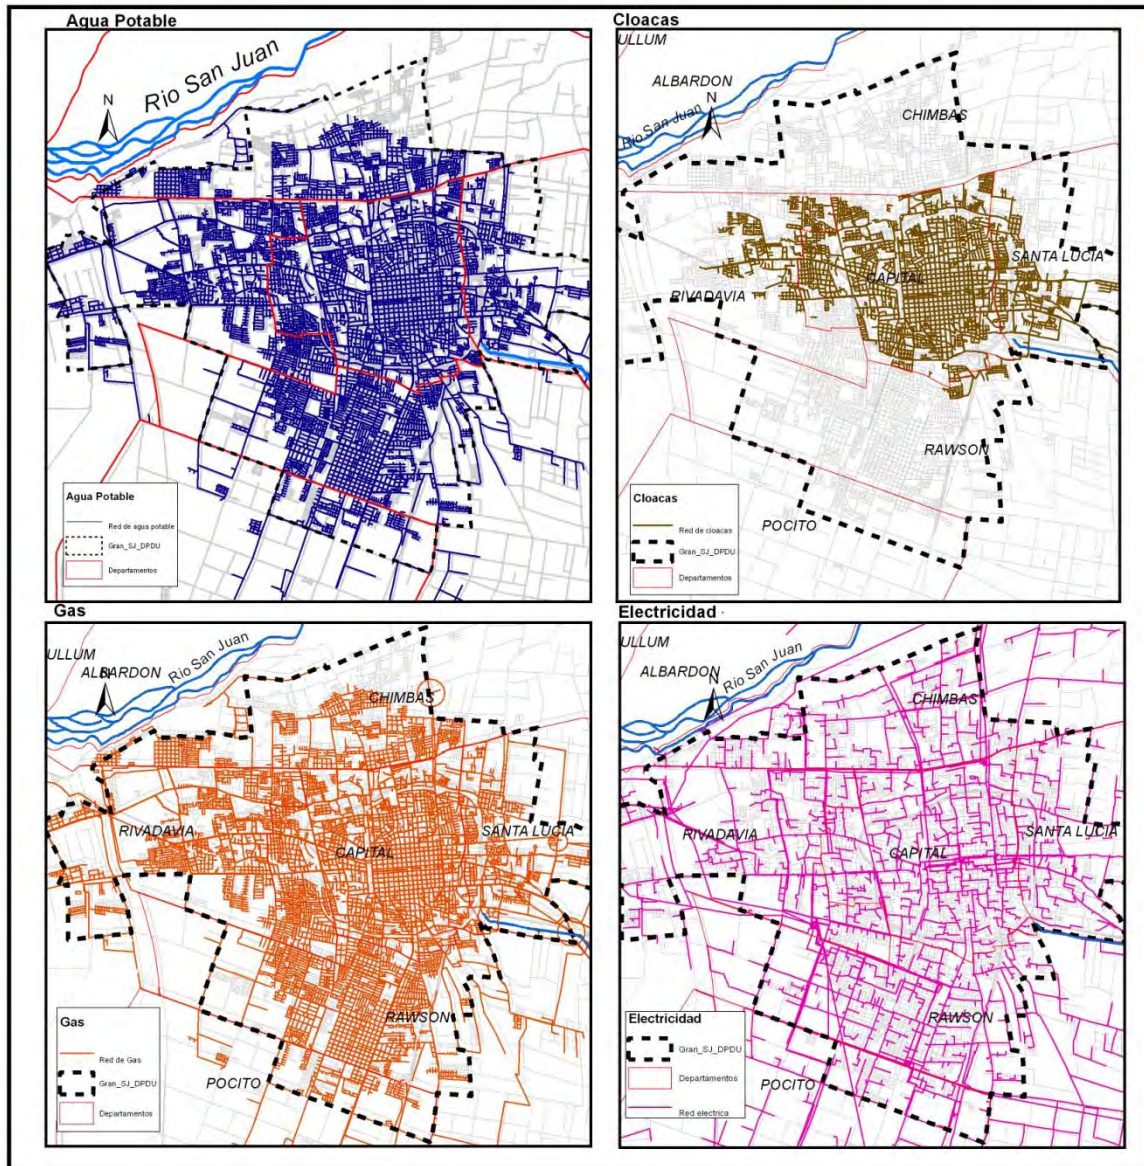 Agua Potable
Rio San Juan
N
Agua Potable
Red de agua potable
Gran_SJ_DPDU
Departamentos
Cloacas
ULLUM
ALBARDON
N
Rio San Juan
CHIMBAS
SANTA LUCIA
CAPITAL
RIVADAVIA
RAWSON
POCITO
Cloacas
Red de cloacas
Gran_SJ_DPDU
Departamentos
Gas
ULLUM
Rio San Juan
ALBARDON
N
CHIMBAS
RIVADAVIA
SANTA LUCIA
CAPITAL
RAWSON
POCITO
Gas
Red de Gas
Gran_SJ_DPDU
Departamentos
Electricidad
ULLUM
ALBARDON
Rio San Juan
N
CHIMBAS
RIVADAVIA
SANTA LUCIA
CAPITAL
RAWSON
POCITO
Electricidad
Gran_SJ_DPDU
Departamentos
Red electrica